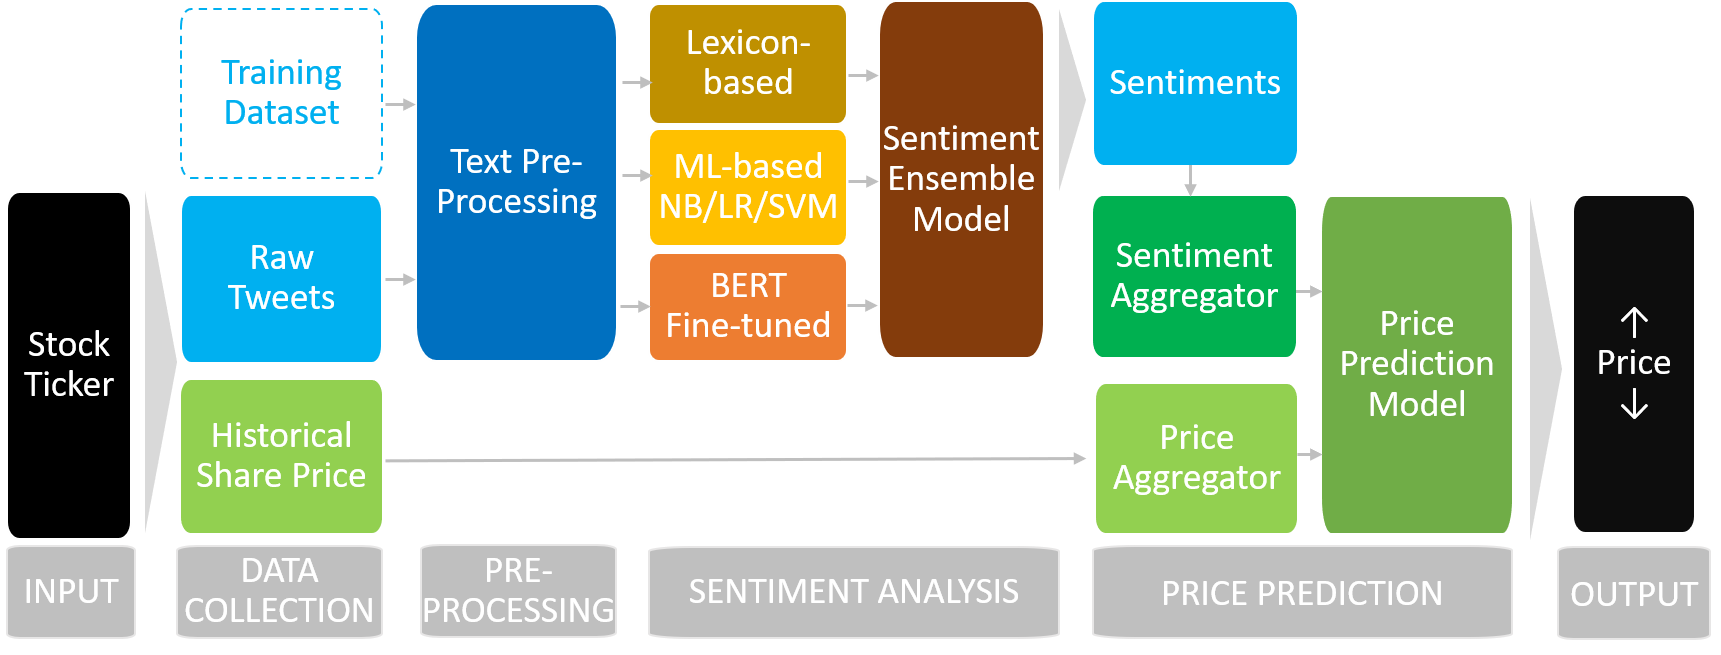 Stock
Ticker
Training
Dataset
Raw
Tweets
Historical
Share Price
Text Pre-
Processing
Lexicon-
based
ML-based
NB/LR/SVM
BERT
Fine-tuned
Sentiment
Ensemble
Model
Sentiments
Sentiment
Aggregator
Price
Aggregator
Price
Prediction
Model
↑
Price
↓
INPUT
DATA
COLLECTION
PRE-
PROCESSING
SENTIMENT ANALYSIS
PRICE PREDICTION
OUTPUT